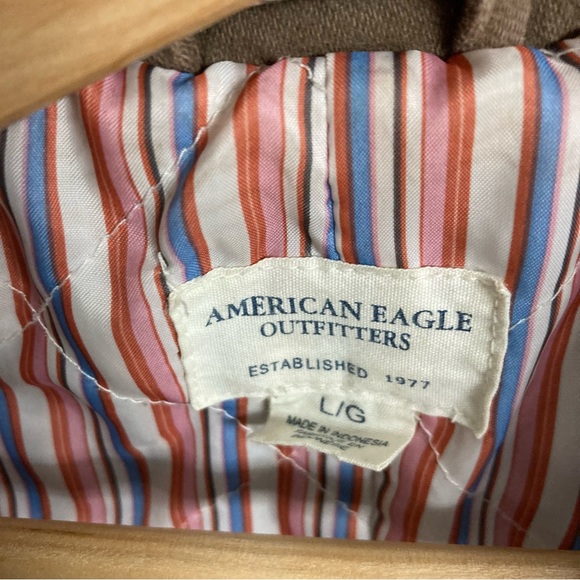 AMERICAN EAGLE
OUTFITTERS
ESTABLISHED 1977
L/G
MADE IN INDONESIA